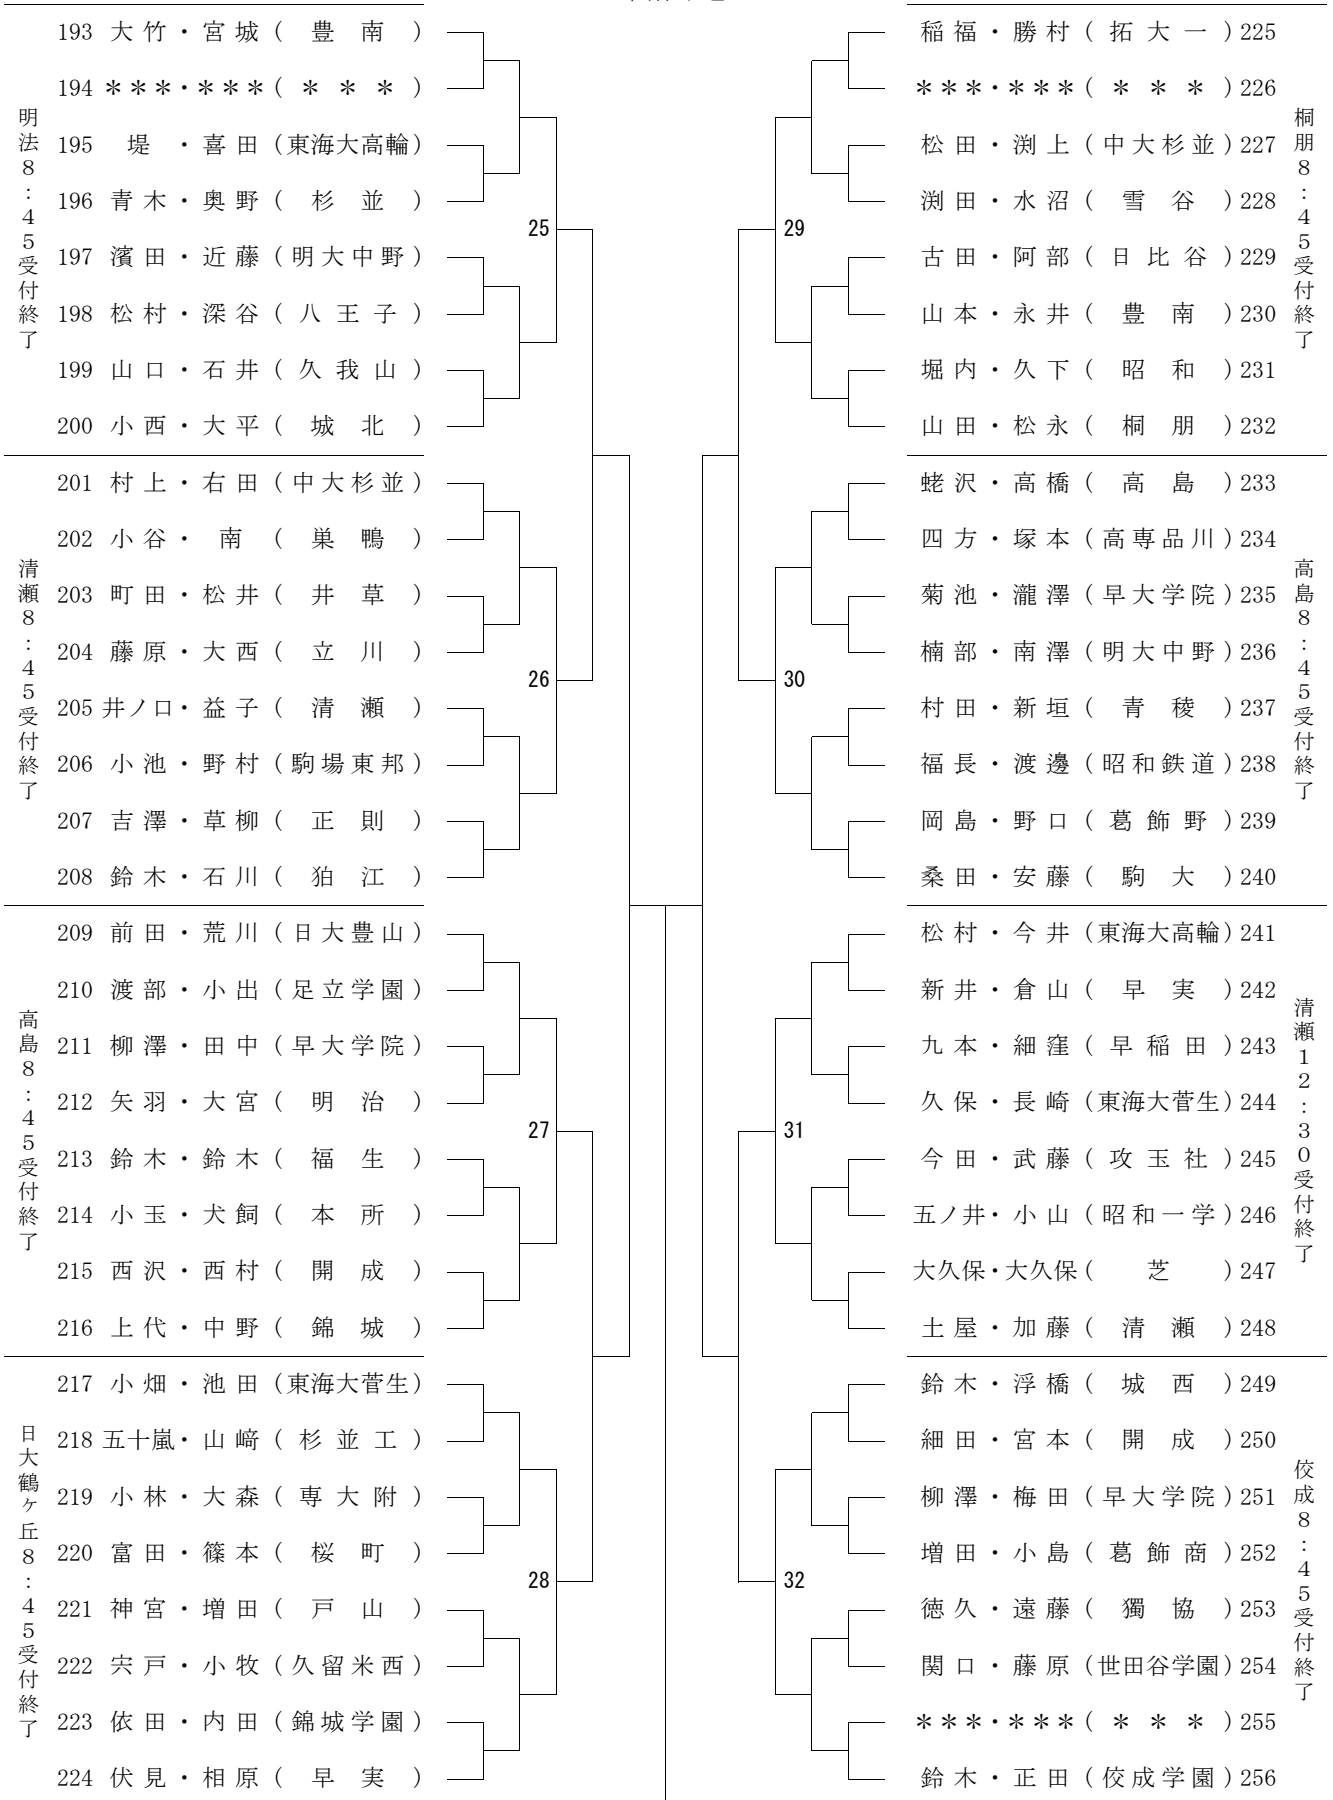 明法8：45受付終了
193 大竹・宮城（豊南）
194 ＊＊＊・＊＊＊（＊＊＊）
195 堤・喜田（東海大高輪）
196 青木・奥野（杉並）
197 濱田・近藤（明大中野）
198 松村・深谷（八王子）
199 山口・石井（久我山）
200 小西・大平（城北）
25
清瀬8：45受付終了
201 村上・右田（中大杉並）
202 小谷・南（巣鴨）
203 町田・松井（井草）
204 藤原・大西（立川）
205 井ノ口・益子（清瀬）
206 小池・野村（駒場東邦）
207 吉澤・草柳（正則）
208 鈴木・石川（狛江）
26
高島8：45受付終了
209 前田・荒川（日大豊山）
210 渡部・小出（足立学園）
211 柳澤・田中（早大学院）
212 矢羽・大宮（明治）
213 鈴木・鈴木（福生）
214 小玉・犬飼（本所）
215 西沢・西村（開成）
216 上代・中野（錦城）
27
日大鶴ヶ丘8：45受付終了
217 小畑・池田（東海大菅生）
218 五十嵐・山﨑（杉並工）
219 小林・大森（専大附）
220 富田・篠本（桜町）
221 神宮・増田（戸山）
222 宍戸・小牧（久留米西）
223 依田・内田（錦城学園）
224 伏見・相原（早実）
28
稲福・勝村（拓大一）225
＊＊＊・＊＊＊（＊＊＊）226
松田・渕上（中大杉並）227
渕田・水沼（雪谷）228
古田・阿部（日比谷）229
山本・永井（豊南）230
堀内・久下（昭和）231
山田・松永（桐朋）232
29
桐朋8：45受付終了
蛯沢・高橋（高島）233
四方・塚本（高専品川）234
菊池・瀧澤（早大学院）235
楠部・南澤（明大中野）236
村田・新垣（青稜）237
福長・渡邊（昭和鉄道）238
岡島・野口（葛飾野）239
桑田・安藤（駒大）240
30
高島8：45受付終了
松村・今井（東海大高輪）241
新井・倉山（早実）242
九本・細窪（早稲田）243
久保・長崎（東海大菅生）244
今田・武藤（攻玉社）245
五ノ井・小山（昭和一学）246
大久保・大久保（芝）247
土屋・加藤（清瀬）248
31
清瀬12：30受付終了
鈴木・浮橋（城西）249
細田・宮本（開成）250
柳澤・梅田（早大学院）251
増田・小島（葛飾商）252
徳久・遠藤（獨協）253
関口・藤原（世田谷学園）254
＊＊＊・＊＊＊（＊＊＊）255
鈴木・正田（佼成学園）256
32
佼成8：45受付終了